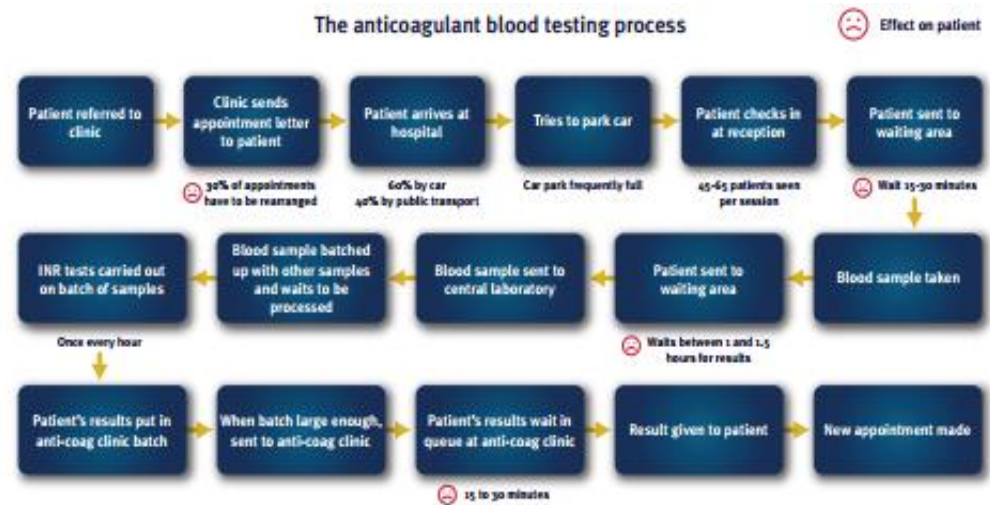 The anticoagulant blood testing process
Effect on patient
Patient referred to
clinic
Clinic sends
appointment letter
to patient
Patient arrives at
hospital
Tries to park car
Patient checks in
at reception
Patient sent to
waiting area
30% of appointments
have to be rearranged
60% by car
40% by public transport
Car park frequently full
45-65 patients seen
per session
Wait 15-30 minutes
Blood sample taken
Patient sent to
waiting area
Blood sample sent to
central laboratory
Blood sample batched
up with other samples
and waits to be
processed
INR tests carried out
on batch of samples
Waits between 1 and 1.5
hours for results
Once every hour
Patient's results put in
anti-coag clinic batch
When batch large enough,
sent to anti-coag clinic
Patient's results wait in
queue at anti-coag clinic
Result given to patient
New appointment made
15 to 30 minutes